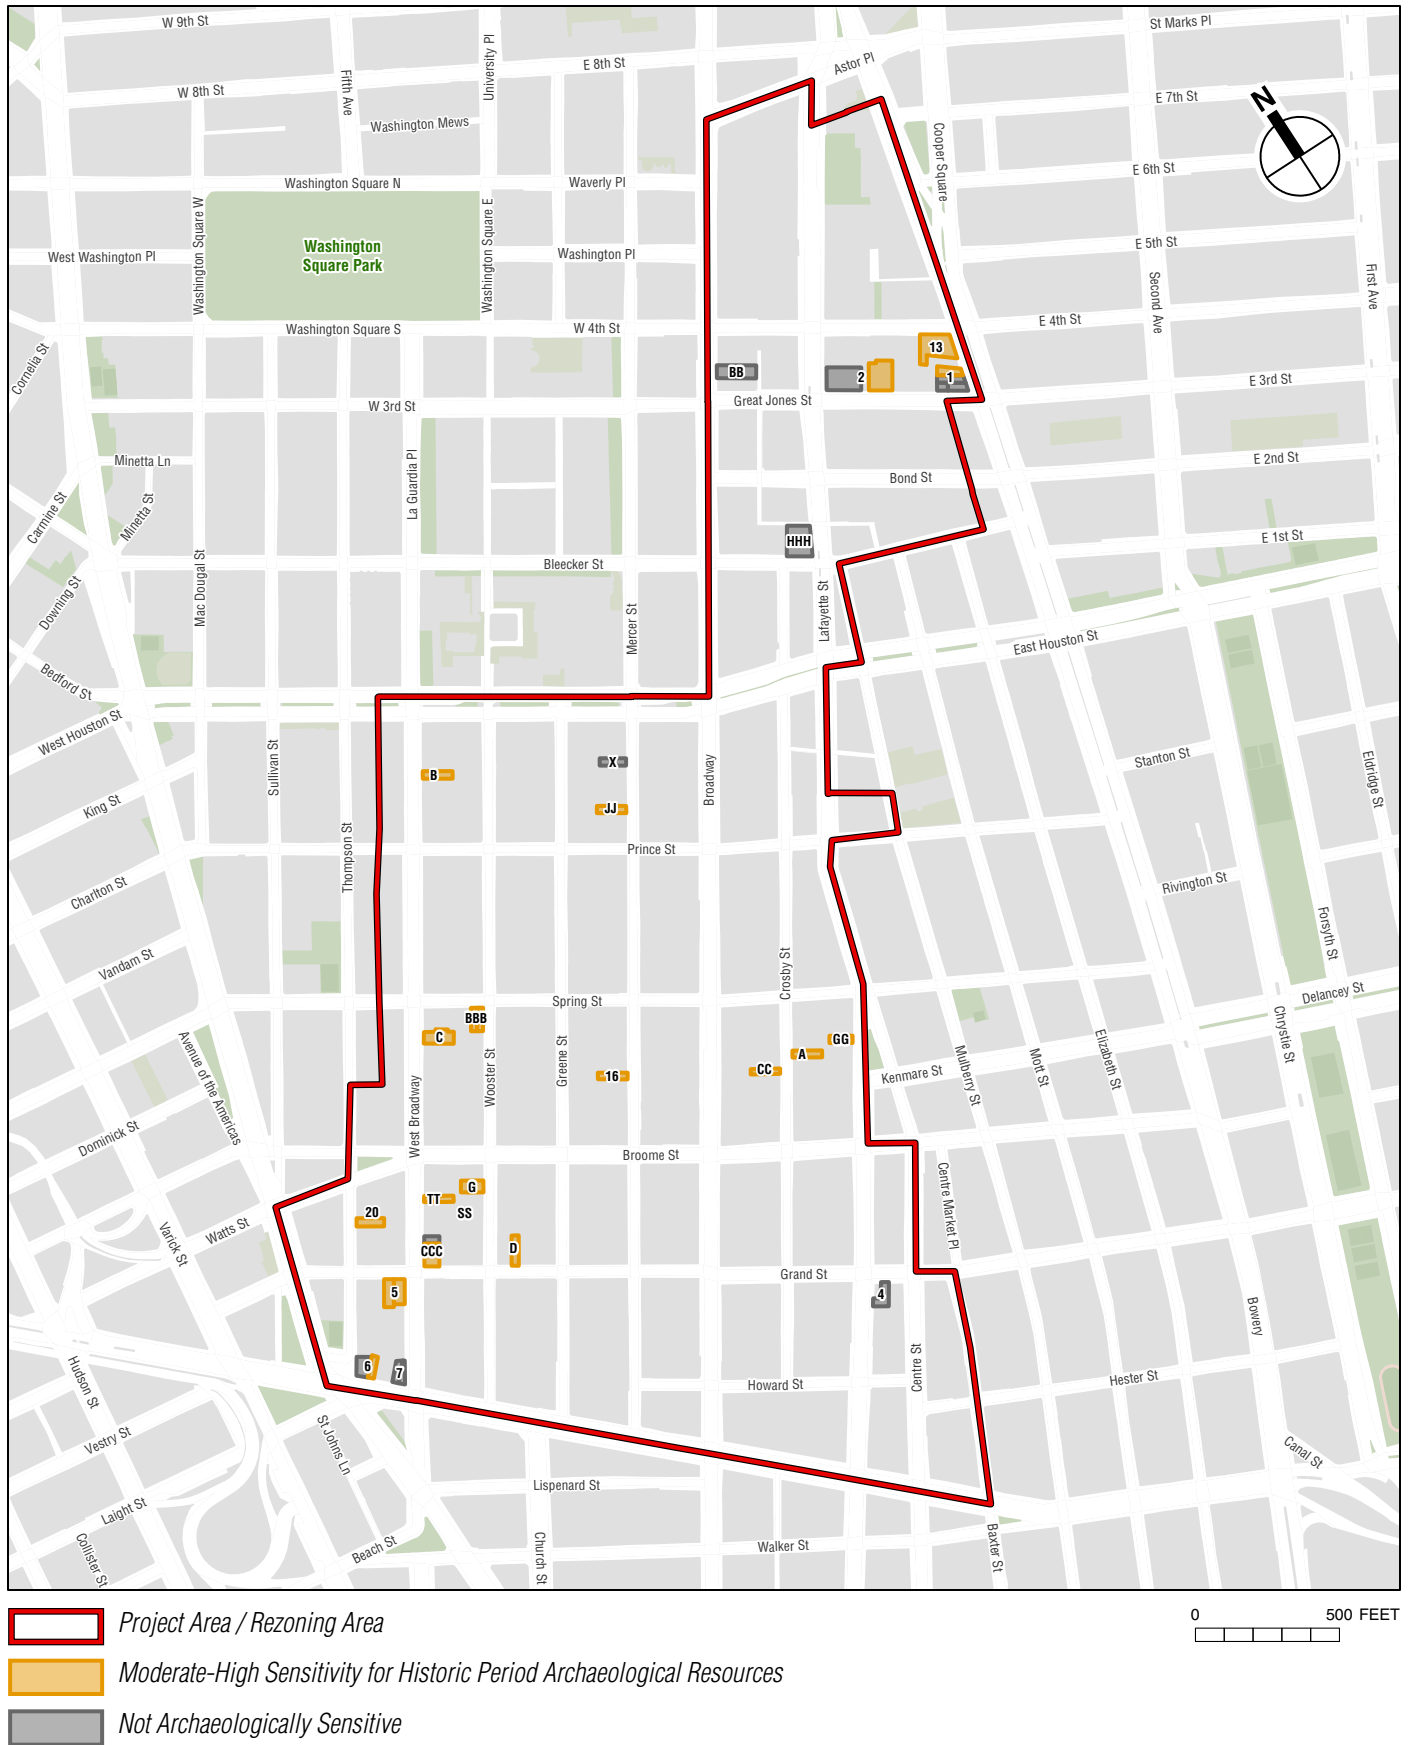 W 9th St
St Marks Pl
University Pl
Astor Pl
E 8th St
Fifth Ave
W 8th St
E 7th St
N
Washington Mews
Cooper Square
E 6th St
Washington Square N
Waverly Pl
Washington Square W
Washington Square E
Washington
Square Park
West Washington Pl
Washington Pl
E 5th St
Second Ave
First Ave
Washington Square S
W 4th St
E 4th St
Cornelia St
13
BB
2
1
E 3rd St
W 3rd St
Great Jones St
Minetta Ln
La Guardia Pl
Bond St
E 2nd St
Carmine St
Minetta St
HHH
E 1st St
Mac Dougal St
Bleecker St
Downing St
Lafayette St
Mercer St
East Houston St
Bedford St
West Houston St
Sullivan St
Broadway
Stanton St
Eldridge St
B
X
JJ
King St
Thompson St
Prince St
Charlton St
Rivington St
Forsyth St
Vandam St
Crosby St
Spring St
Delancey St
BBB
Chrystie St
C
GG
A
Avenue of the Americas
Wooster St
Greene St
16
CC
Kenmare St
Mulberry St
Mott St
Elizabeth St
West Broadway
Dominick St
Broome St
G
TT
SS
20
Centre Market Pl
Varick St
Watts St
CCC
D
Grand St
5
4
Bowery
6
7
Hudson St
Centre St
Howard St
Hester St
Vestry St
St Johns Ln
Canal St
Lispenard St
Laight St
Collister St
Beach St
Church St
Walker St
Baxter St
Project Area / Rezoning Area
0 500 FEET
Moderate-High Sensitivity for Historic Period Archaeological Resources
Not Archaeologically Sensitive